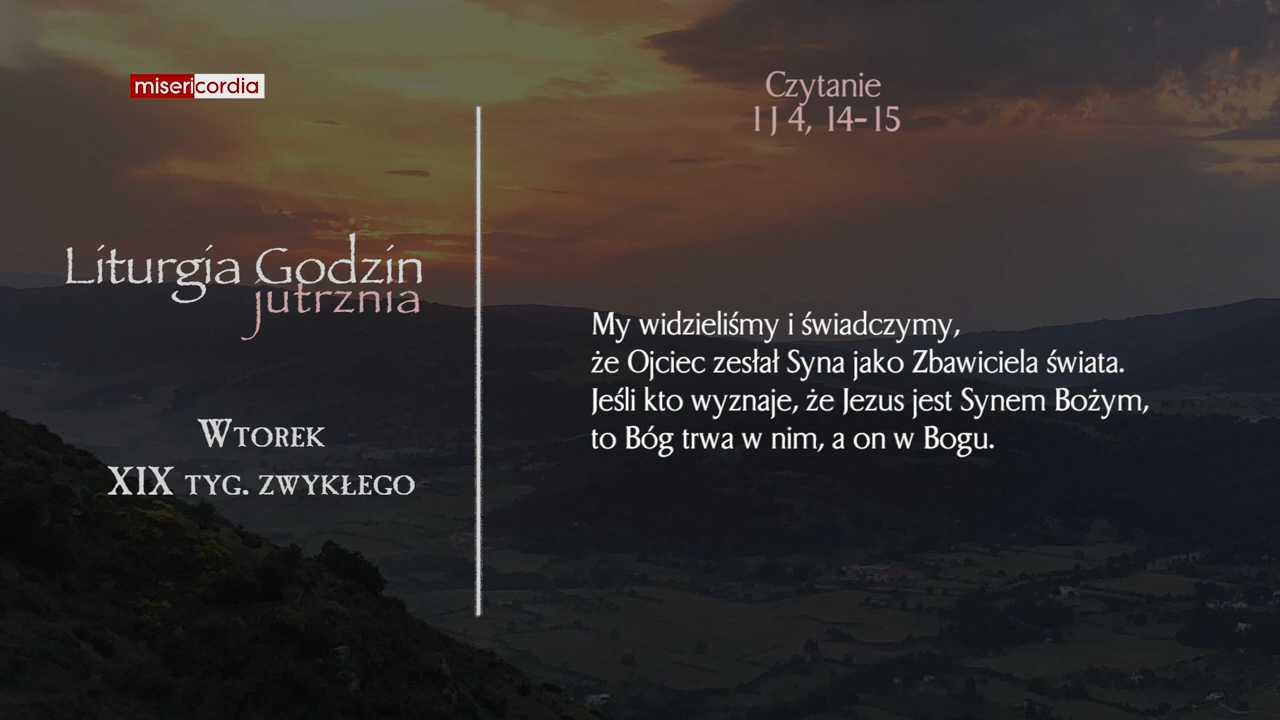 misericordia
Liturgia Godzin
jutrznia
Wtorek
XIX tyg. zwykłego
Czytanie
1 J 4, 14-15
My widzieliśmy i świadczymy,
że Ojciec zesłał Syna jako Zbawiciela świata.
Jeśli kto wyznaje, że Jezus jest Synem Bożym,
to Bóg trwa w nim, a on w Bogu.